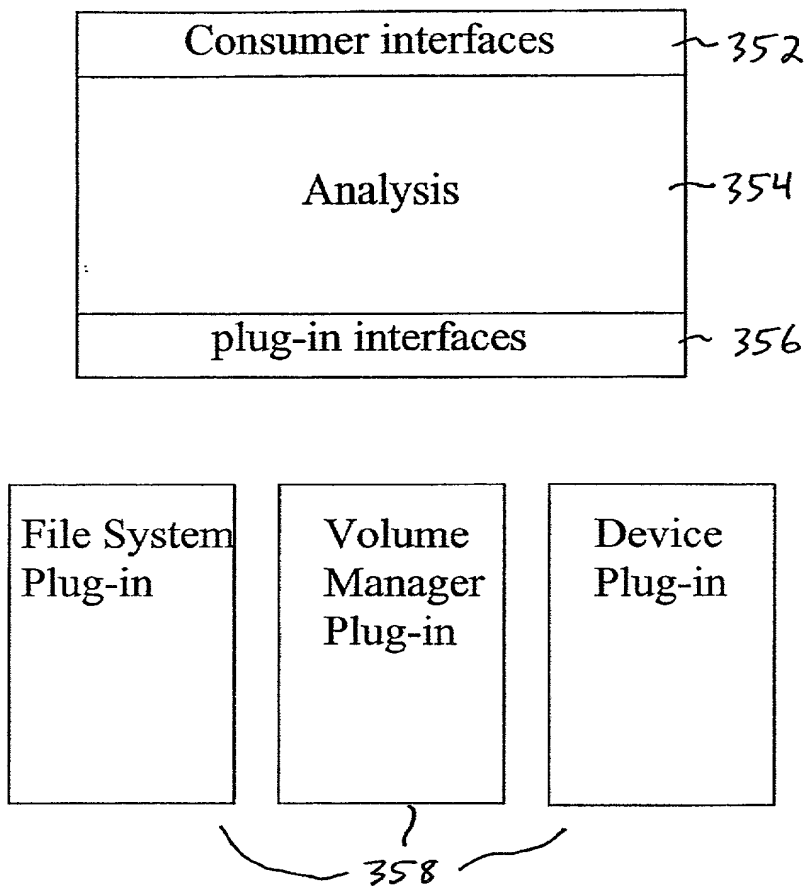 Consumer interfaces
352
Analysis
354
plug-in interfaces
356
File System
Plug-in
Volume
Manager
Plug-in
Device
Plug-in
358